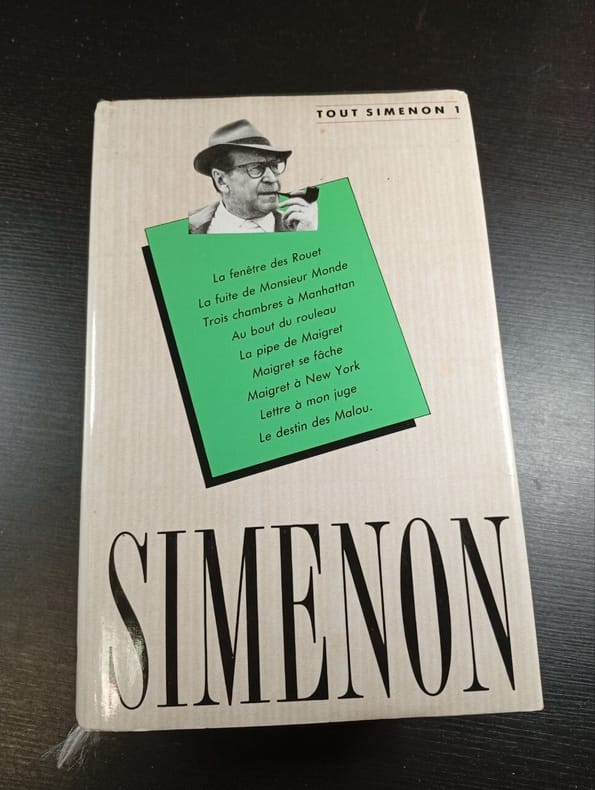 TOUT SIMENON 1
La fenêtre des Rouet
La fuite de Monsieur Monde
Trois chambres à Manhattan
Au bout du rouleau
La pipe de Maigret
Maigret se fâche
Maigret à New York
Lettre à mon juge
Le destin des Malou.
SIMENON